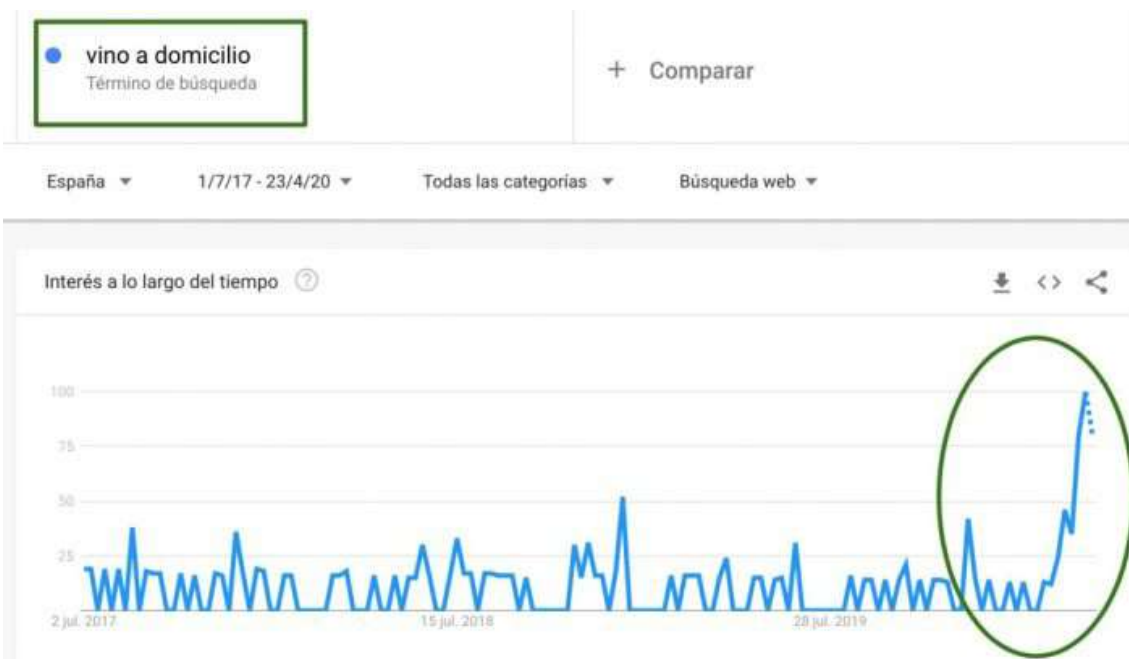 vino a domicilio
Término de búsqueda
+ Comparar
España
1/7/17 - 23/4/20
Todas las categorías
Búsqueda web
Interés a lo largo del tiempo
100
75
50
25
2 jul. 2017
15 jul. 2018
28 jul. 2019